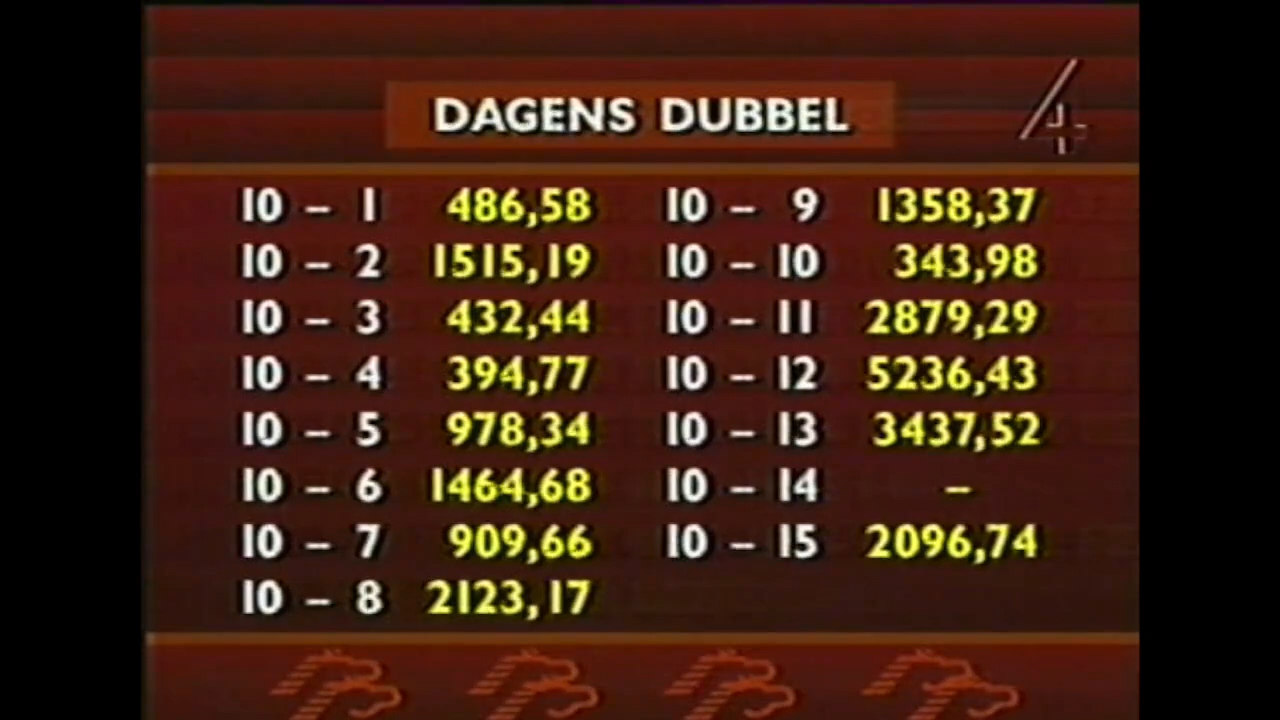 DAGENS DUBBEL
4
10 – 1 486,58 10 – 9 1358,37
10 – 2 1515,19 10 – 10 343,98
10 – 3 432,44 10 – 11 2879,29
10 – 4 394,77 10 – 12 5236,43
10 – 5 978,34 10 – 13 3437,52
10 – 6 1464,68 10 – 14 –
10 – 7 909,66 10 – 15 2096,74
10 – 8 2123,17